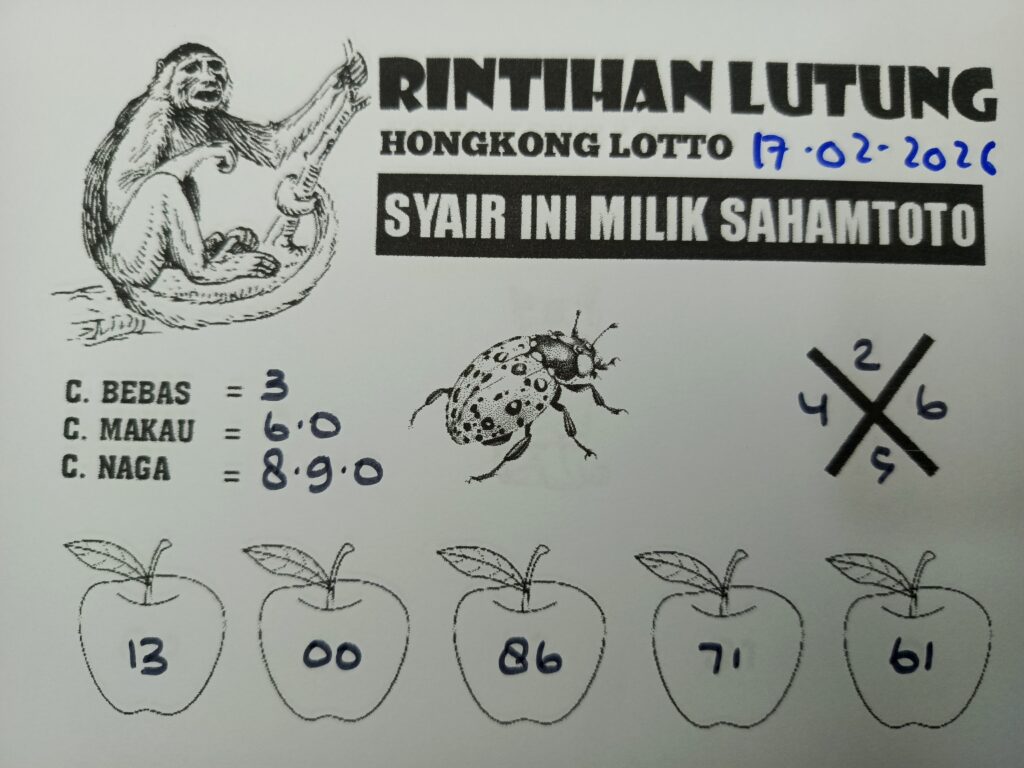 RINTIHAN LUTUNG
HONGKONG LOTTO 17·02·2026
SYAIR INI MILIK SAHAMTOTO
C. BEBAS = 3
C. MAKAU = 6·0
C. NAGA = 8·9·0
2
4 6
5
13 00 86 71 61